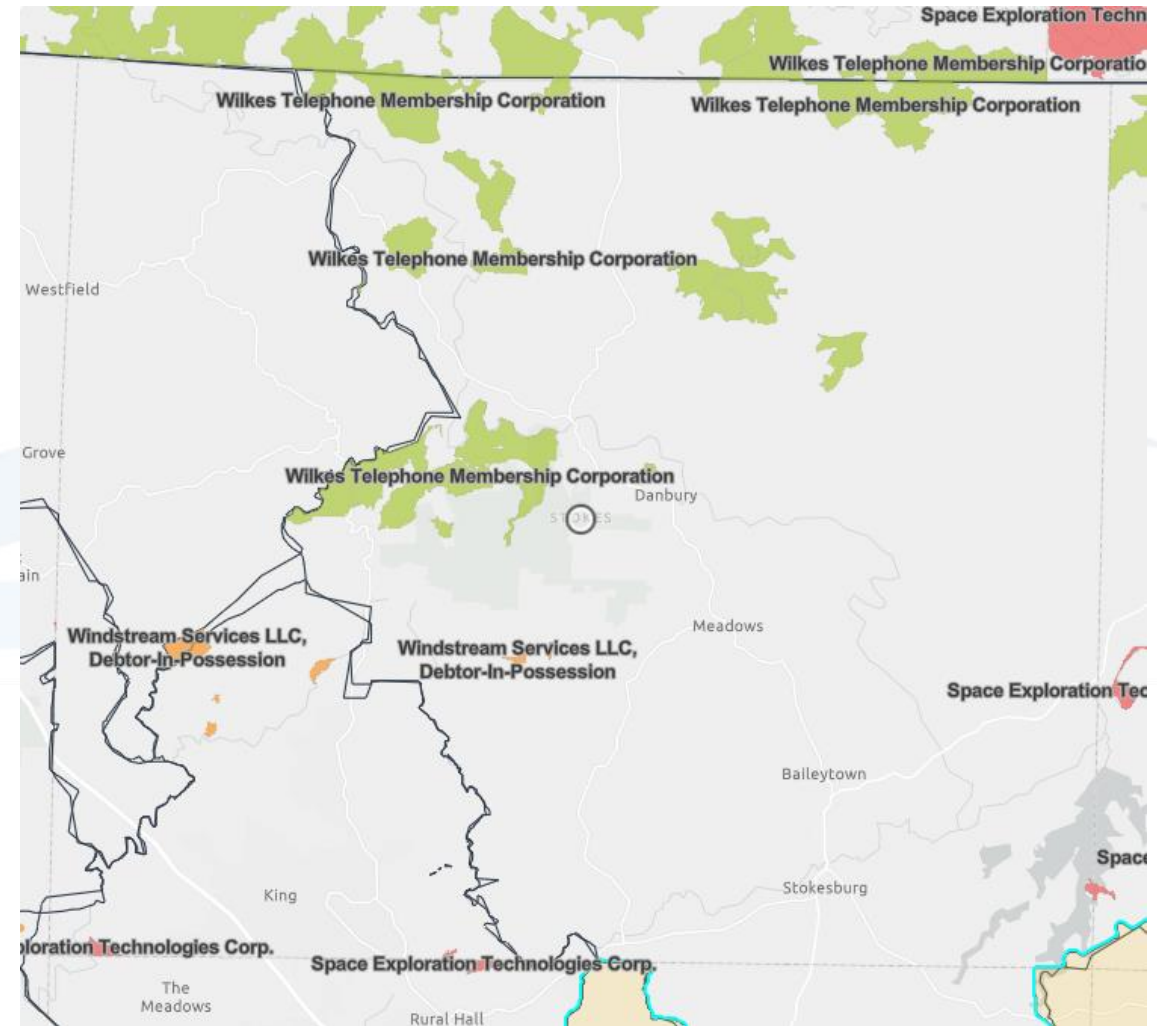 Space Exploration Techn
Wilkes Telephone Membership Corporatio
Wilkes Telephone Membership Corporation
Wilkes Telephone Membership Corporation
Wilkes Telephone Membership Corporation
Westfield
Grove
Wilkes Telephone Membership Corporation
Danbury
STOKES
ain
Meadows
Windstream Services LLC,
Debtor-In-Possession
Windstream Services LLC,
Debtor-In-Possession
Space Exploration Tec
Baileytown
Space
King
Stokesburg
ploration Technologies Corp.
Space Exploration Technologies Corp.
The
Meadows
Rural Hall